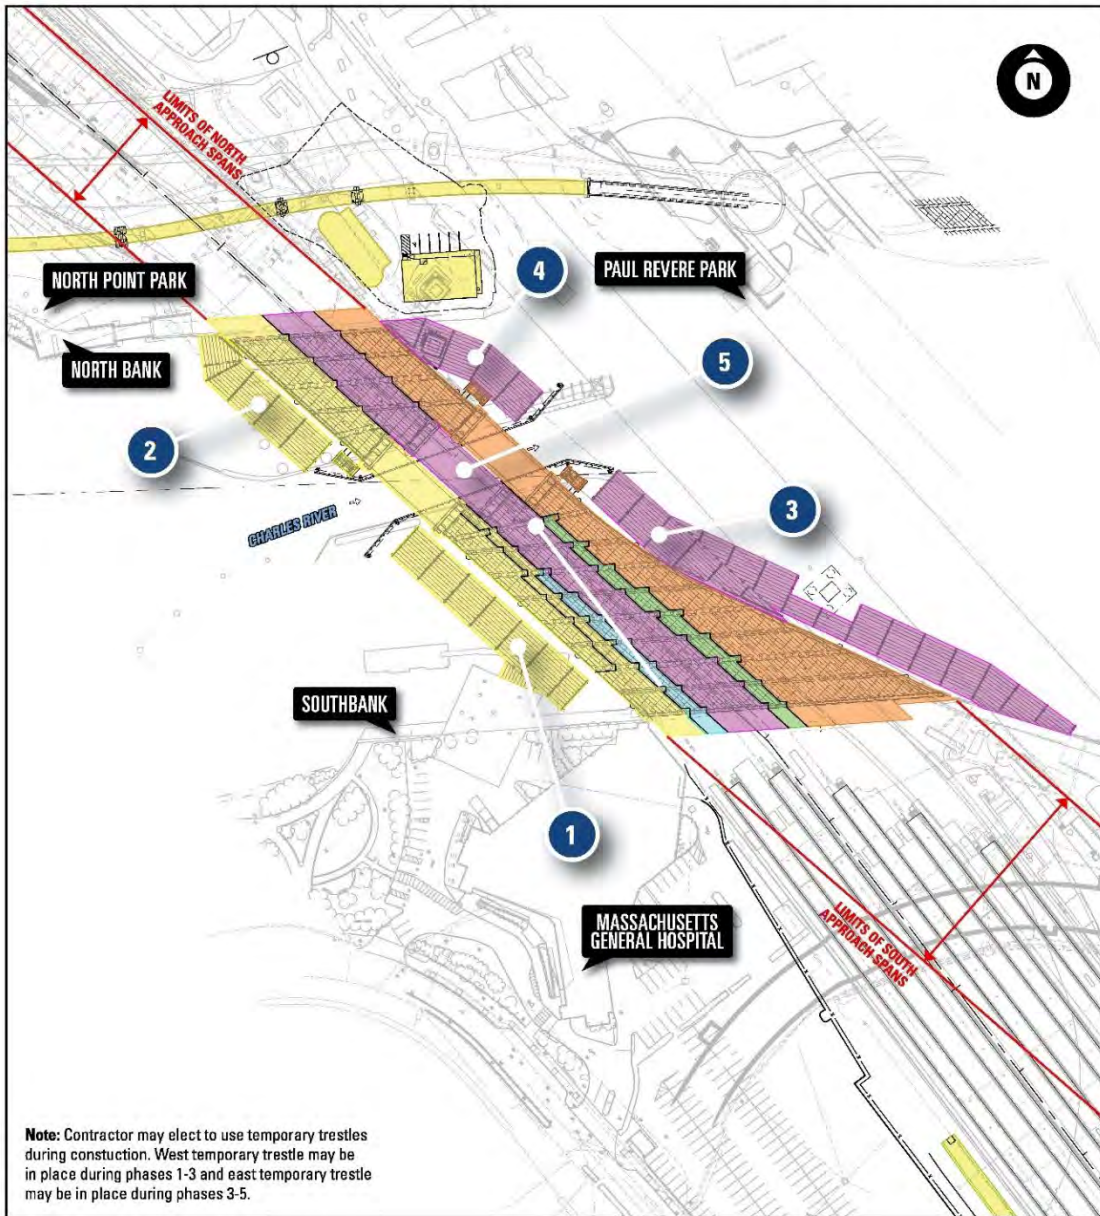 N
LIMITS OF NORTH
APPROACH SPANS
4
PAUL REVERE PARK
NORTH POINT PARK
NORTH BANK
5
2
3
CHARLES RIVER
SOUTHBANK
1
MASSACHUSETTS
GENERAL HOSPITAL
LIMITS OF SOUTH
APPROACH SPANS
Note: Contractor may elect to use temporary trestles
during constuction. West temporary trestle may be
in place during phases 1-3 and east temporary trestle
may be in place during phases 3-5.